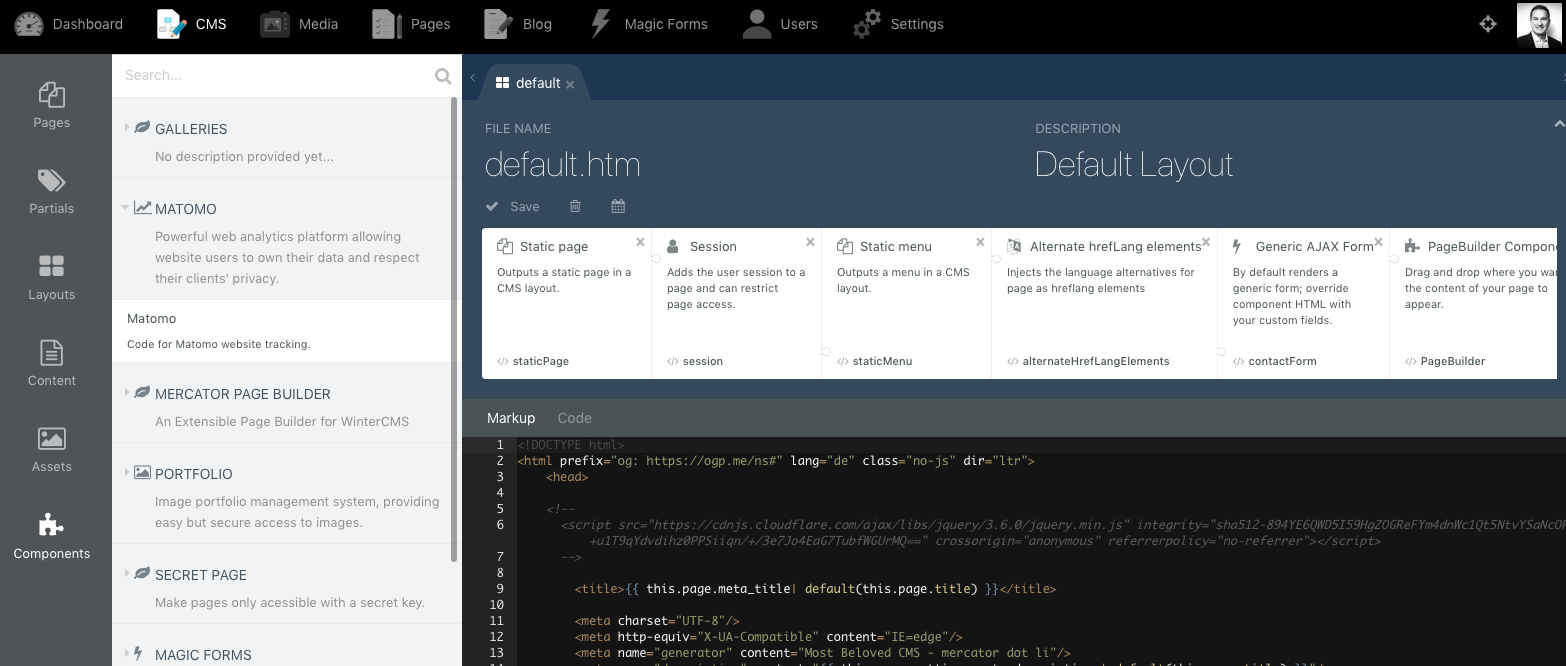 Dashboard CMS Media Pages Blog Magic Forms Users Settings
Pages
Partials
Layouts
Content
Assets
Components
Search...
GALLERIES
No description provided yet...
MATOMO
Powerful web analytics platform allowing
website users to own their data and respect
their clients' privacy.
Matomo
Code for Matomo website tracking.
MERCATOR PAGE BUILDER
An Extensible Page Builder for WinterCMS
PORTFOLIO
Image portfolio management system, providing
easy but secure access to images.
SECRET PAGE
Make pages only acessible with a secret key.
MAGIC FORMS
default
FILE NAME
default.htm
DESCRIPTION
Default Layout
Save
Static page
Outputs a static page in a
CMS layout.
</> staticPage
Session
Adds the user session to a
page and can restrict
page access.
</> session
Static menu
Outputs a menu in a CMS
layout.
</> staticMenu
Alternate hrefLang elements
Injects the language alternatives for
page as hreflang elements
</> alternateHrefLangElements
Generic AJAX Form
By default renders a
generic form; override
component HTML with
your custom fields.
</> contactForm
PageBuilder Compon
Drag and drop where you wa
the content of your page to
appear.
</> PageBuilder
Markup Code
1 <!DOCTYPE html>
2 <html prefix="og: https://ogp.me/ns#" lang="de" class="no-js" dir="ltr">
3 <head>
4
5 <!--
6 <script src="https://cdnjs.cloudflare.com/ajax/libs/jquery/3.6.0/jquery.min.js" integrity="sha512-894YE6QWD5I59HgZOGReFYm4dnWc1Qt5NtvYSaNcOP
+u1T9qYdvdihz0PPSiiqn/+/3e7Jo4EaG7TubfWGUrMQ==" crossorigin="anonymous" referrerpolicy="no-referrer"></script>
7 -->
8
9 <title>{{ this.page.meta_title| default(this.page.title) }}</title>
10
11 <meta charset="UTF-8"/>
12 <meta http-equiv="X-UA-Compatible" content="IE=edge"/>
13 <meta name="generator" content="Most Beloved CMS - mercator dot li"/>